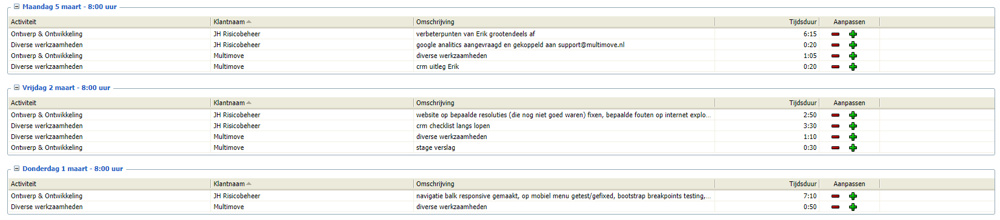 Maandag 5 maart - 8:00 uur
Activiteit Klantnaam Omschrijving Tijdsduur Aanpassen
Ontwerp & Ontwikkeling JH Risicobeheer verbeterpunten van Erik grootendeels af 6:15
Diverse werkzaamheden JH Risicobeheer google analitics aangevraagd en gekoppeld aan support@multimove.nl 0:20
Ontwerp & Ontwikkeling Multimove diverse werkzaamheden 1:05
Diverse werkzaamheden Multimove crm uitleg Erik 0:20
Vrijdag 2 maart - 8:00 uur
Activiteit Klantnaam Omschrijving Tijdsduur Aanpassen
Ontwerp & Ontwikkeling JH Risicobeheer website op bepaalde resoluties (die nog niet goed waren) fixen, bepaalde fouten op internet explo... 2:50
Diverse werkzaamheden JH Risicobeheer crm checklist langs lopen 3:30
Diverse werkzaamheden Multimove diverse werkzaamheden 1:10
Ontwerp & Ontwikkeling Multimove stage verslag 0:30
Donderdag 1 maart - 8:00 uur
Activiteit Klantnaam Omschrijving Tijdsduur Aanpassen
Ontwerp & Ontwikkeling JH Risicobeheer navigatie balk responsive gemaakt, op mobiel menu getest/gefixed, bootstrap breakpoints testing,... 7:10
Diverse werkzaamheden Multimove diverse werkzaamheden 0:50